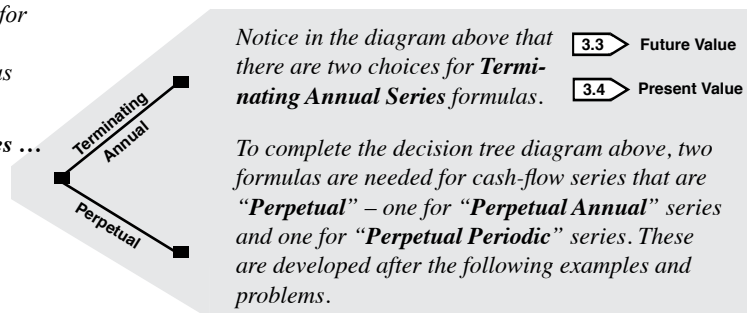 for
as
es …
Terminating
Annual
Perpetual
Notice in the diagram above that
there are two choices for Termi-
nating Annual Series formulas.
3.3 Future Value
3.4 Present Value
To complete the decision tree diagram above, two
formulas are needed for cash-flow series that are
“Perpetual” – one for “Perpetual Annual” series
and one for “Perpetual Periodic” series. These
are developed after the following examples and
problems.